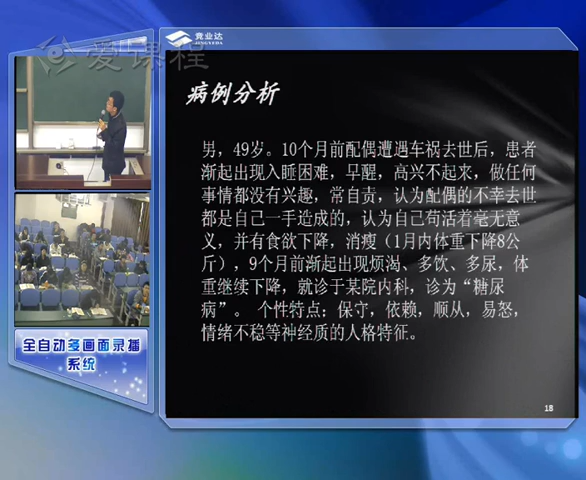 爱课程
竞业达
JINGYEDA
病例分析
男，49岁。10个月前配偶遭遇车祸去世后，患者
渐起出现入睡困难，早醒，高兴不起来，做任何
事情都没有兴趣，常自责，认为配偶的不幸去世
都是自己一手造成的，认为自己苟活着毫无意
义，并有食欲下降，消瘦（1月内体重下降8公
斤），9个月前渐起出现烦渴、多饮、多尿，体
重继续下降，就诊于某院内科，诊为“糖尿
病”。 个性特点：保守，依赖，顺从，易怒，
情绪不稳等神经质的人格特征。
全自动多画面录播
系统
18